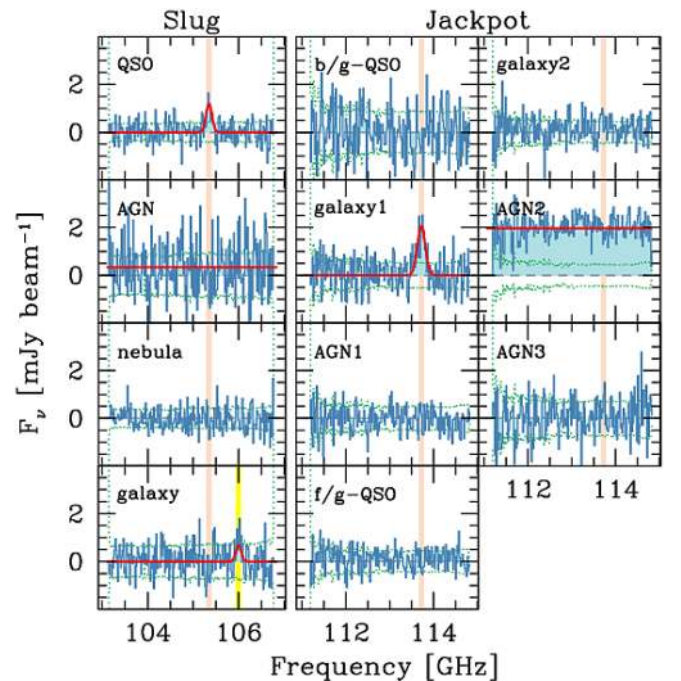 Slug Jackpot
QSO b/g-QSO galaxy2
2
0
AGN galaxy1 AGN2
2
0
nebula AGN1 AGN3
2
0
galaxy f/g-QSO
112 114
2
0
104 106 112 114
Frequency [GHz]
F_ν [mJy beam⁻¹]